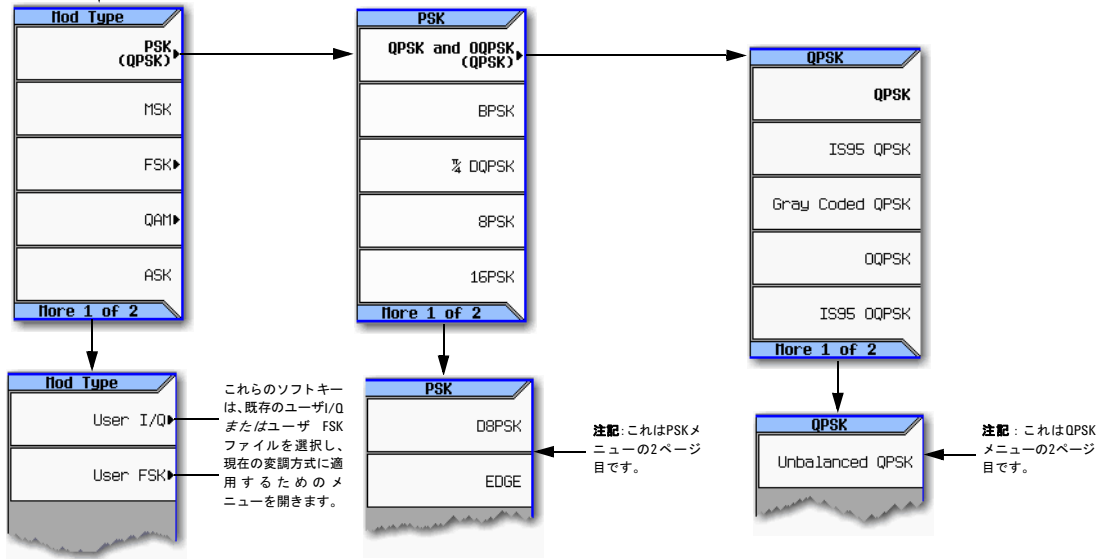 Mod Type
PSK
(QPSK)
MSK
FSK
QAM
ASK
More 1 of 2
PSK
QPSK and OQPSK
(QPSK)
BPSK
π/4 DQPSK
8PSK
16PSK
More 1 of 2
QPSK
QPSK
IS95 QPSK
Gray Coded QPSK
OQPSK
IS95 OQPSK
More 1 of 2
Mod Type
User I/Q
User FSK
これらのソフトキー
は、既存のユーザI/Q
またはユーザ FSK
ファイルを選択し、
現在の変調方式に適
用するためのメ
ニューを開きます。
PSK
D8PSK
EDGE
注記:これはPSKメ
ニューの2ページ
目です。
QPSK
Unbalanced QPSK
注記：これはQPSK
メニューの2ページ
目です。